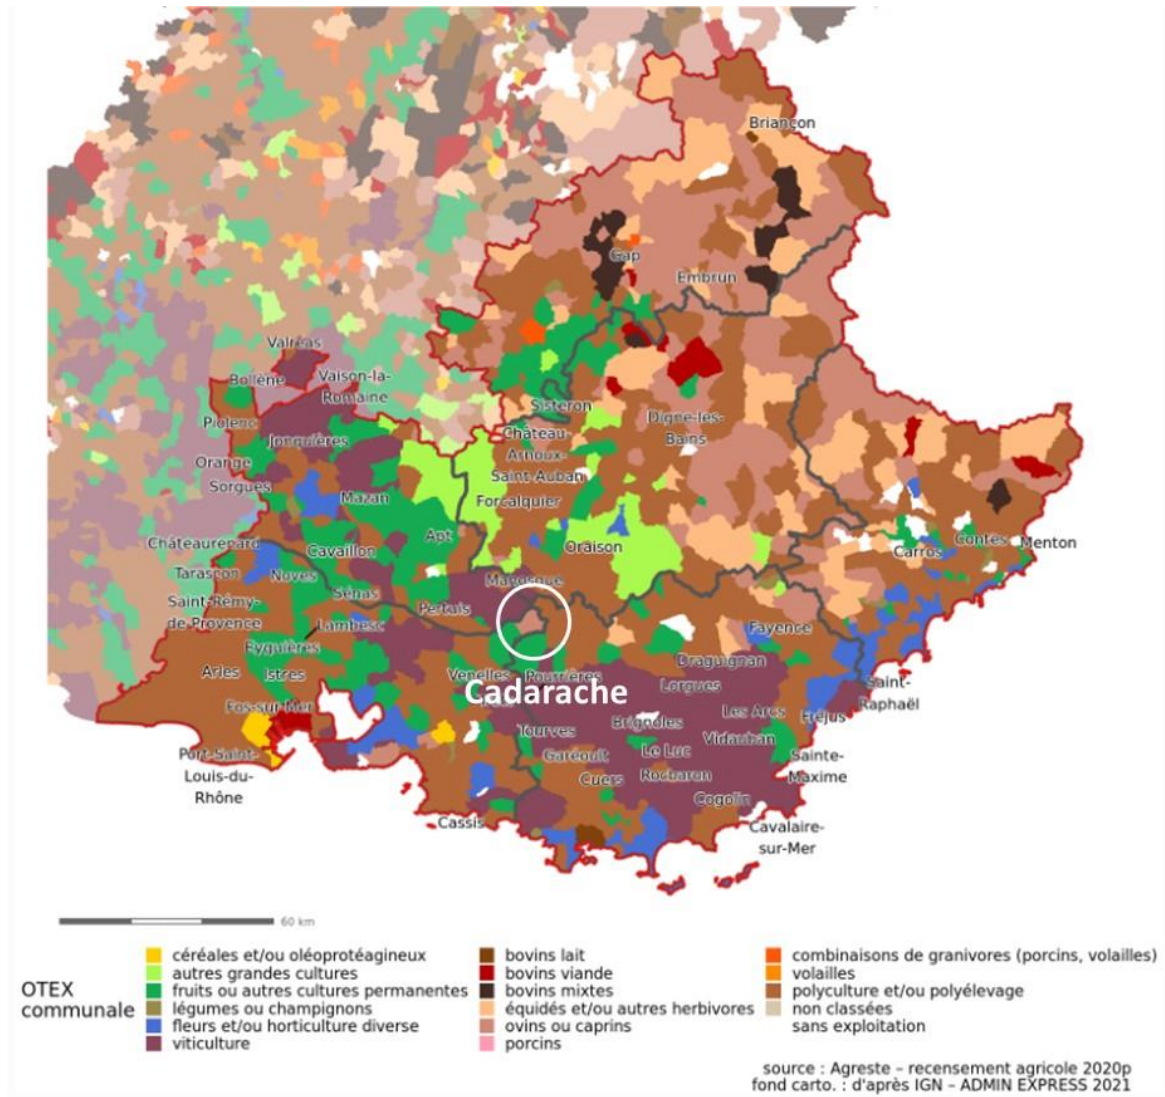 Briançon
Gap
Embrun
Valréas
Bollène
Vaison-la-
Romaine
Sisteron
Digne-les-
Bains
Piolenc
Château-
Arnoux-
Saint-Auban
Jonquières
Orange
Sorgues
Mazan
Forcalquier
Apt
Oraison
Châteaurenard
Cavaillon
Carros
Contes
Menton
Tarascon
Noves
Manosque
Sénas
Pertuis
Saint-Rémy-
de-Provence
Lambesc
Fayence
Eyguières
Arles
Istres
Venelles
Pourrières
Draguignan
Cadarache
Lorgues
Saint-
Raphaël
Fos-sur-Mer
Les Arcs
Fréjus
Brignoles
Tourves
Vidauban
Port-Saint-
Louis-du-
Rhône
Garéoult
Le Luc
Sainte-
Maxime
Cuers
Rocbaron
Cogolin
Cassis
Cavalaire-
sur-Mer
60 km
OTEX
communale
céréales et/ou oléoprotéagineux
autres grandes cultures
fruits ou autres cultures permanentes
légumes ou champignons
fleurs et/ou horticulture diverse
viticulture
bovins lait
bovins viande
bovins mixtes
équidés et/ou autres herbivores
ovins ou caprins
porcins
combinaisons de granivores (porcins, volailles)
volailles
polyculture et/ou polyélevage
non classées
sans exploitation
source : Agreste – recensement agricole 2020p
fond carto. : d'après IGN – ADMIN EXPRESS 2021